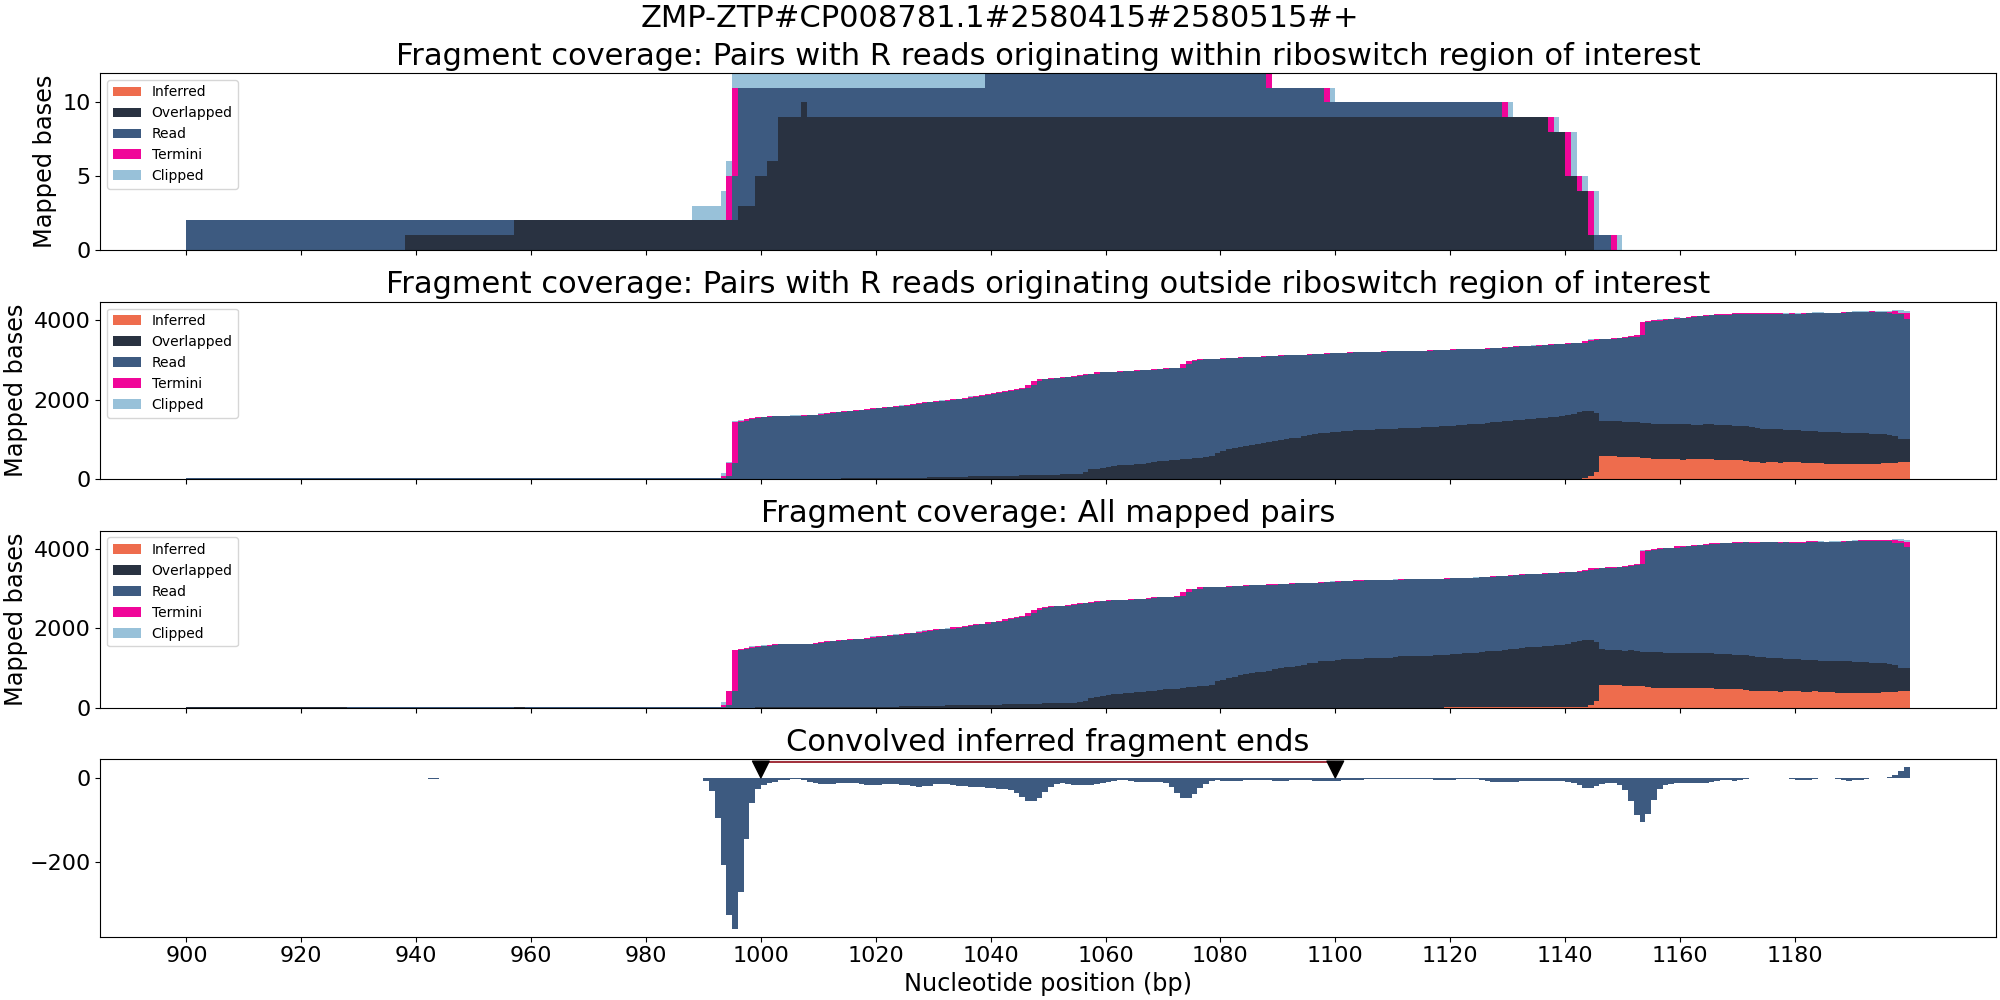 ZMP-ZTP#CP008781.1#2580415#2580515#+
Fragment coverage: Pairs with R reads originating within riboswitch region of interest
Mapped bases
10
5
0
Inferred
Overlapped
Read
Termini
Clipped
Fragment coverage: Pairs with R reads originating outside riboswitch region of interest
Mapped bases
4000
2000
0
Inferred
Overlapped
Read
Termini
Clipped
Fragment coverage: All mapped pairs
Mapped bases
4000
2000
0
Inferred
Overlapped
Read
Termini
Clipped
Convolved inferred fragment ends
0
−200
900 920 940 960 980 1000 1020 1040 1060 1080 1100 1120 1140 1160 1180
Nucleotide position (bp)